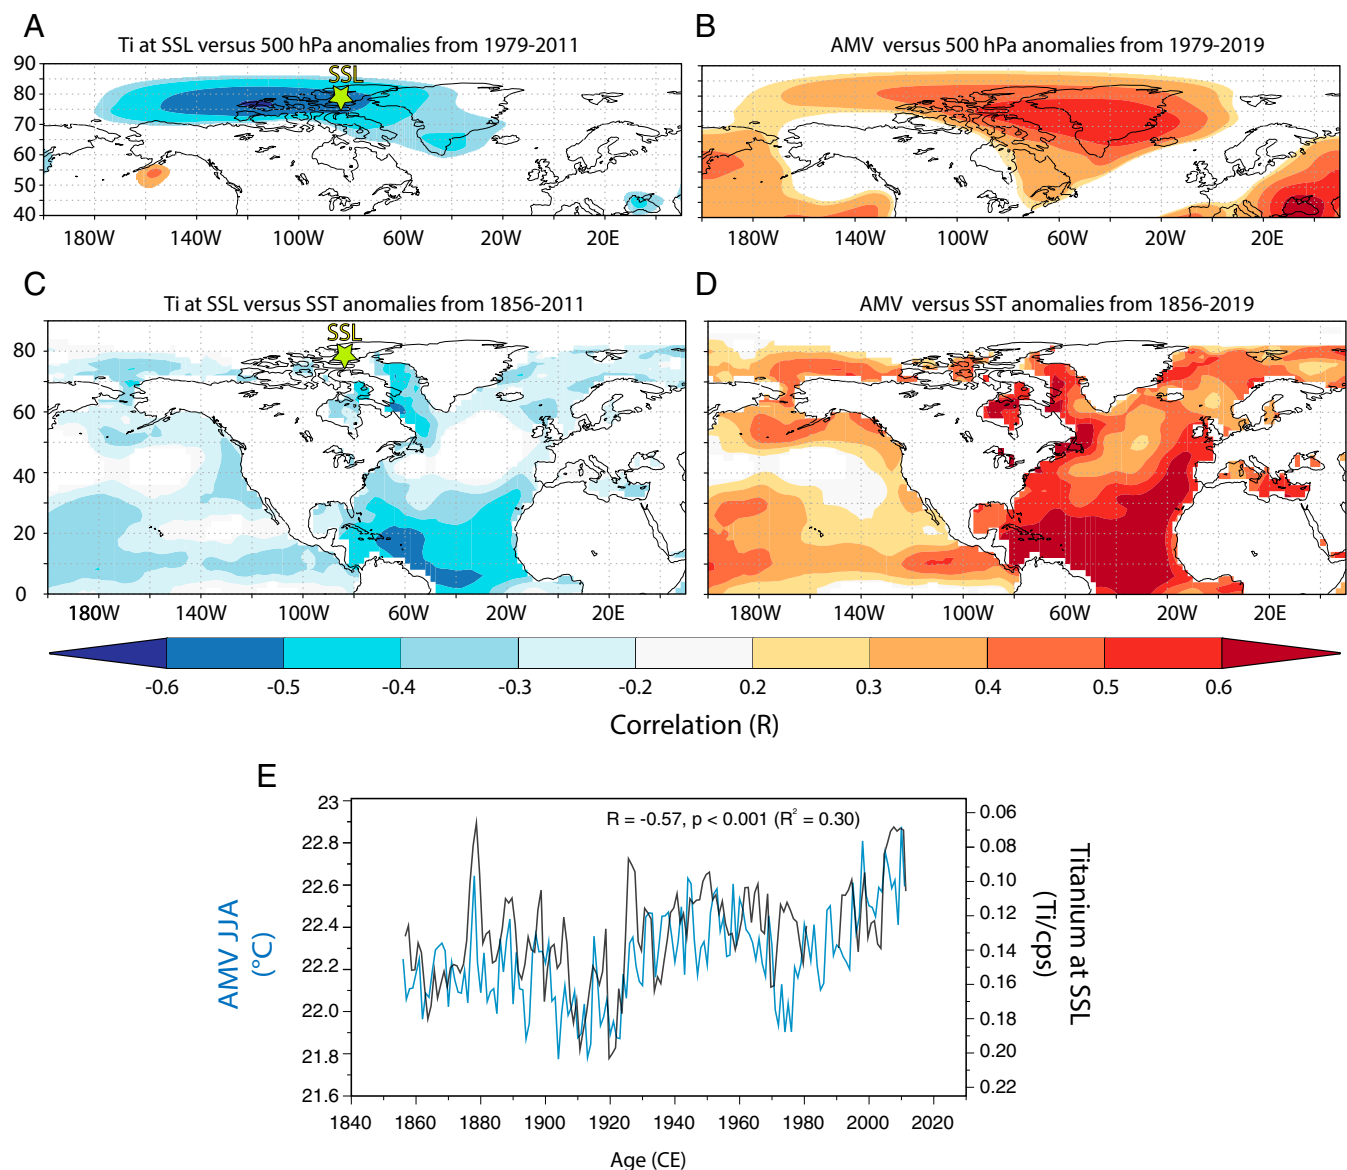 A
Ti at SSL versus 500 hPa anomalies from 1979-2011
SSL
90
80
70
60
50
40
180W 140W 100W 60W 20W 20E
B
AMV versus 500 hPa anomalies from 1979-2019
180W 140W 100W 60W 20W 20E
C
Ti at SSL versus SST anomalies from 1856-2011
SSL
80
60
40
20
0
180W 140W 100W 60W 20W 20E
D
AMV versus SST anomalies from 1856-2019
180W 140W 100W 60W 20W 20E
-0.6 -0.5 -0.4 -0.3 -0.2 0.2 0.3 0.4 0.5 0.6
Correlation (R)
E
R = -0.57, p < 0.001 (R² = 0.30)
AMV JJA
(°C)
23
22.8
22.6
22.4
22.2
22.0
21.8
21.6
0.06
0.08
0.10
0.12
0.14
0.16
0.18
0.20
0.22
Titanium at SSL
(Ti/cps)
1840 1860 1880 1900 1920 1940 1960 1980 2000 2020
Age (CE)